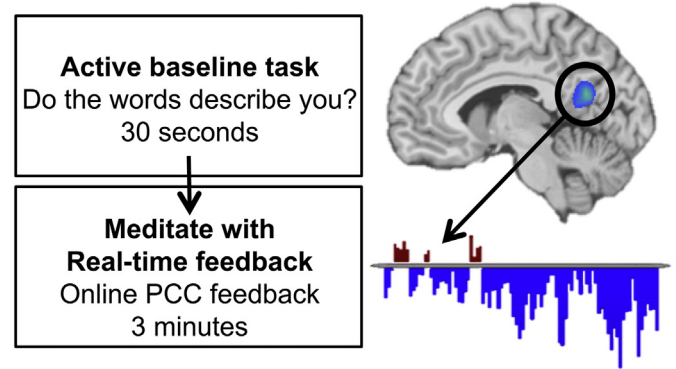 Active baseline task
Do the words describe you?
30 seconds
Meditate with
Real-time feedback
Online PCC feedback
3 minutes